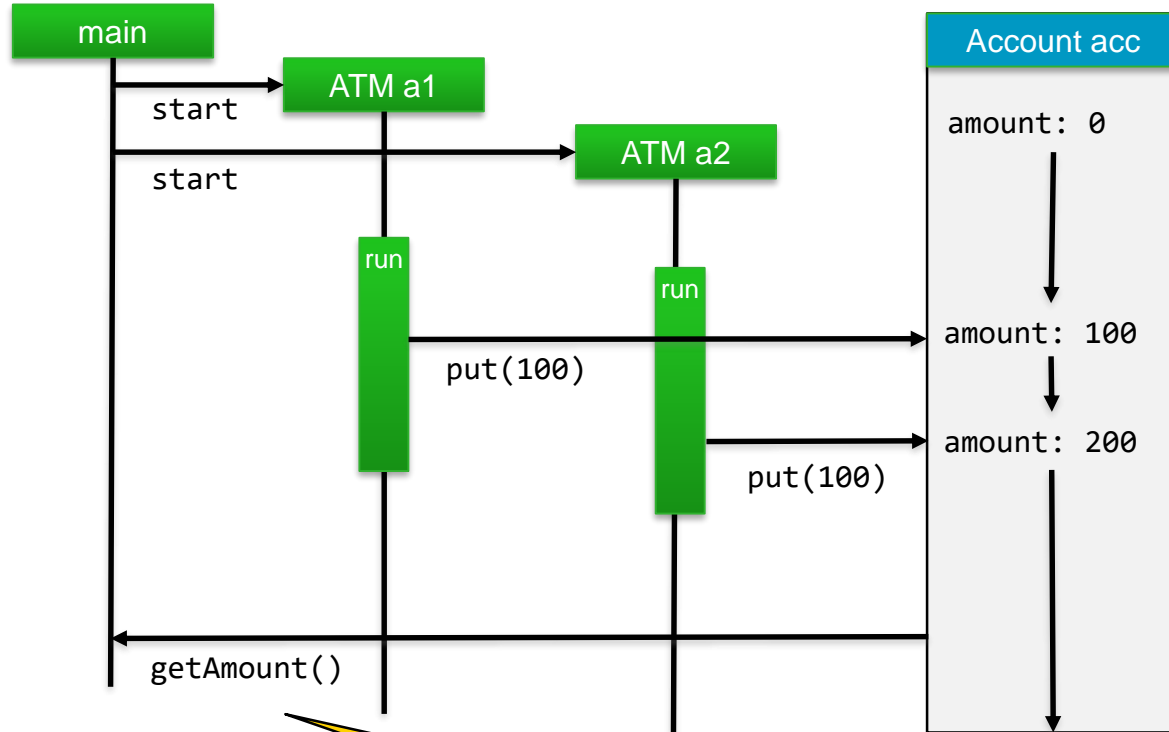 main
Account acc
ATM a1
start
amount: 0
ATM a2
start
run
run
amount: 100
put(100)
amount: 200
put(100)
getAmount()